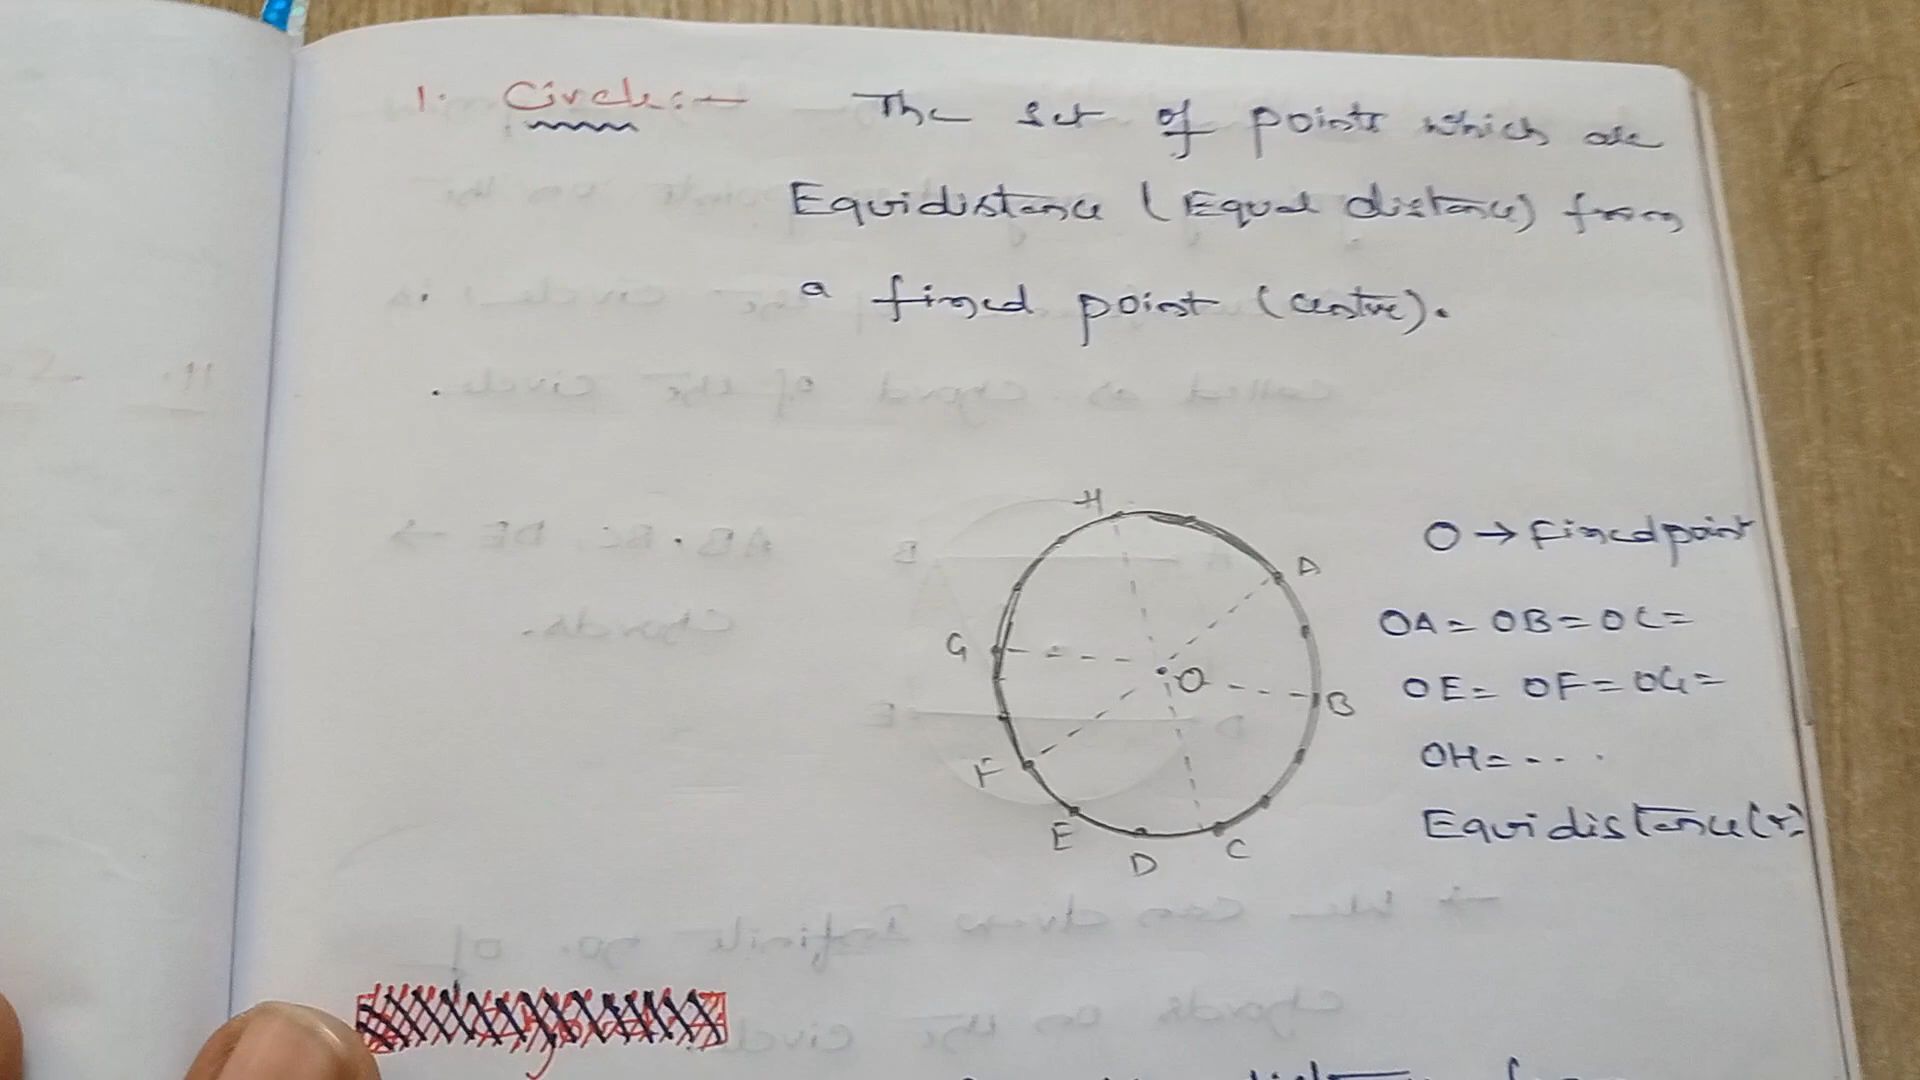 1. Circle :-
The set of points which are
Equidistance (Equal distance) from
a fixed point (centre).
H
A
G
O
B
F
E
D
C
O → Fixed point
OA = OB = OC =
OE = OF = OG =
OH = - - .
Equidistance (r)